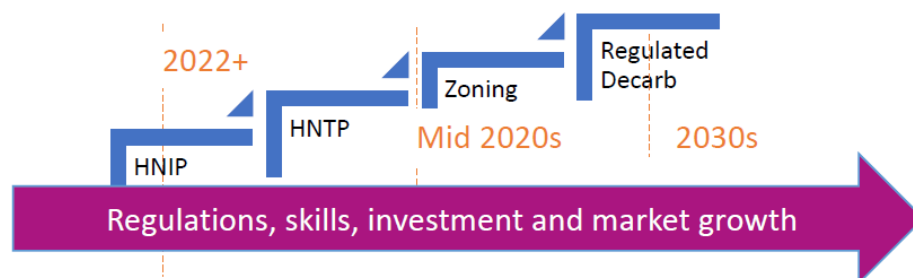 2022+
HNIP
HNTP
Zoning
Mid 2020s
Regulated
Decarb
2030s
Regulations, skills, investment and market growth